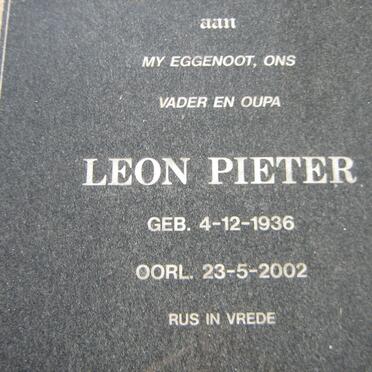 aan
MY EGGENOOT, ONS
VADER EN OUPA
LEON PIETER
GEB. 4-12-1936
OORL. 23-5-2002
RUS IN VREDE